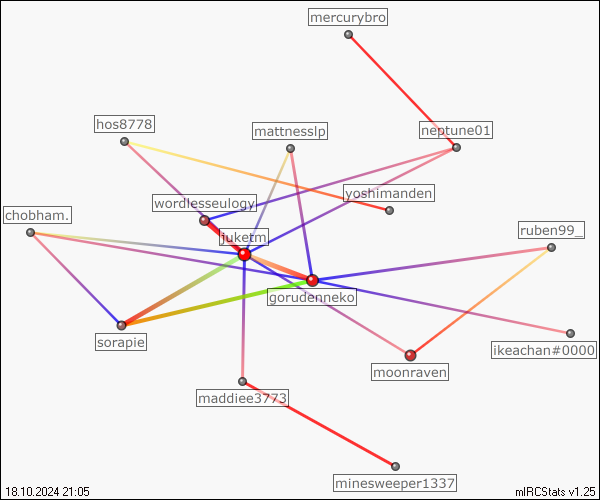 mercurybro
hos8778
mattnesslp
neptune01
yoshimanden
wordlesseulogy
chobham.
juketm
ruben99_
gorudenneko
sorapie
ikeachan#0000
moonraven
maddiee3773
minesweeper1337
18.10.2024 21:05
mIRCStats v1.25